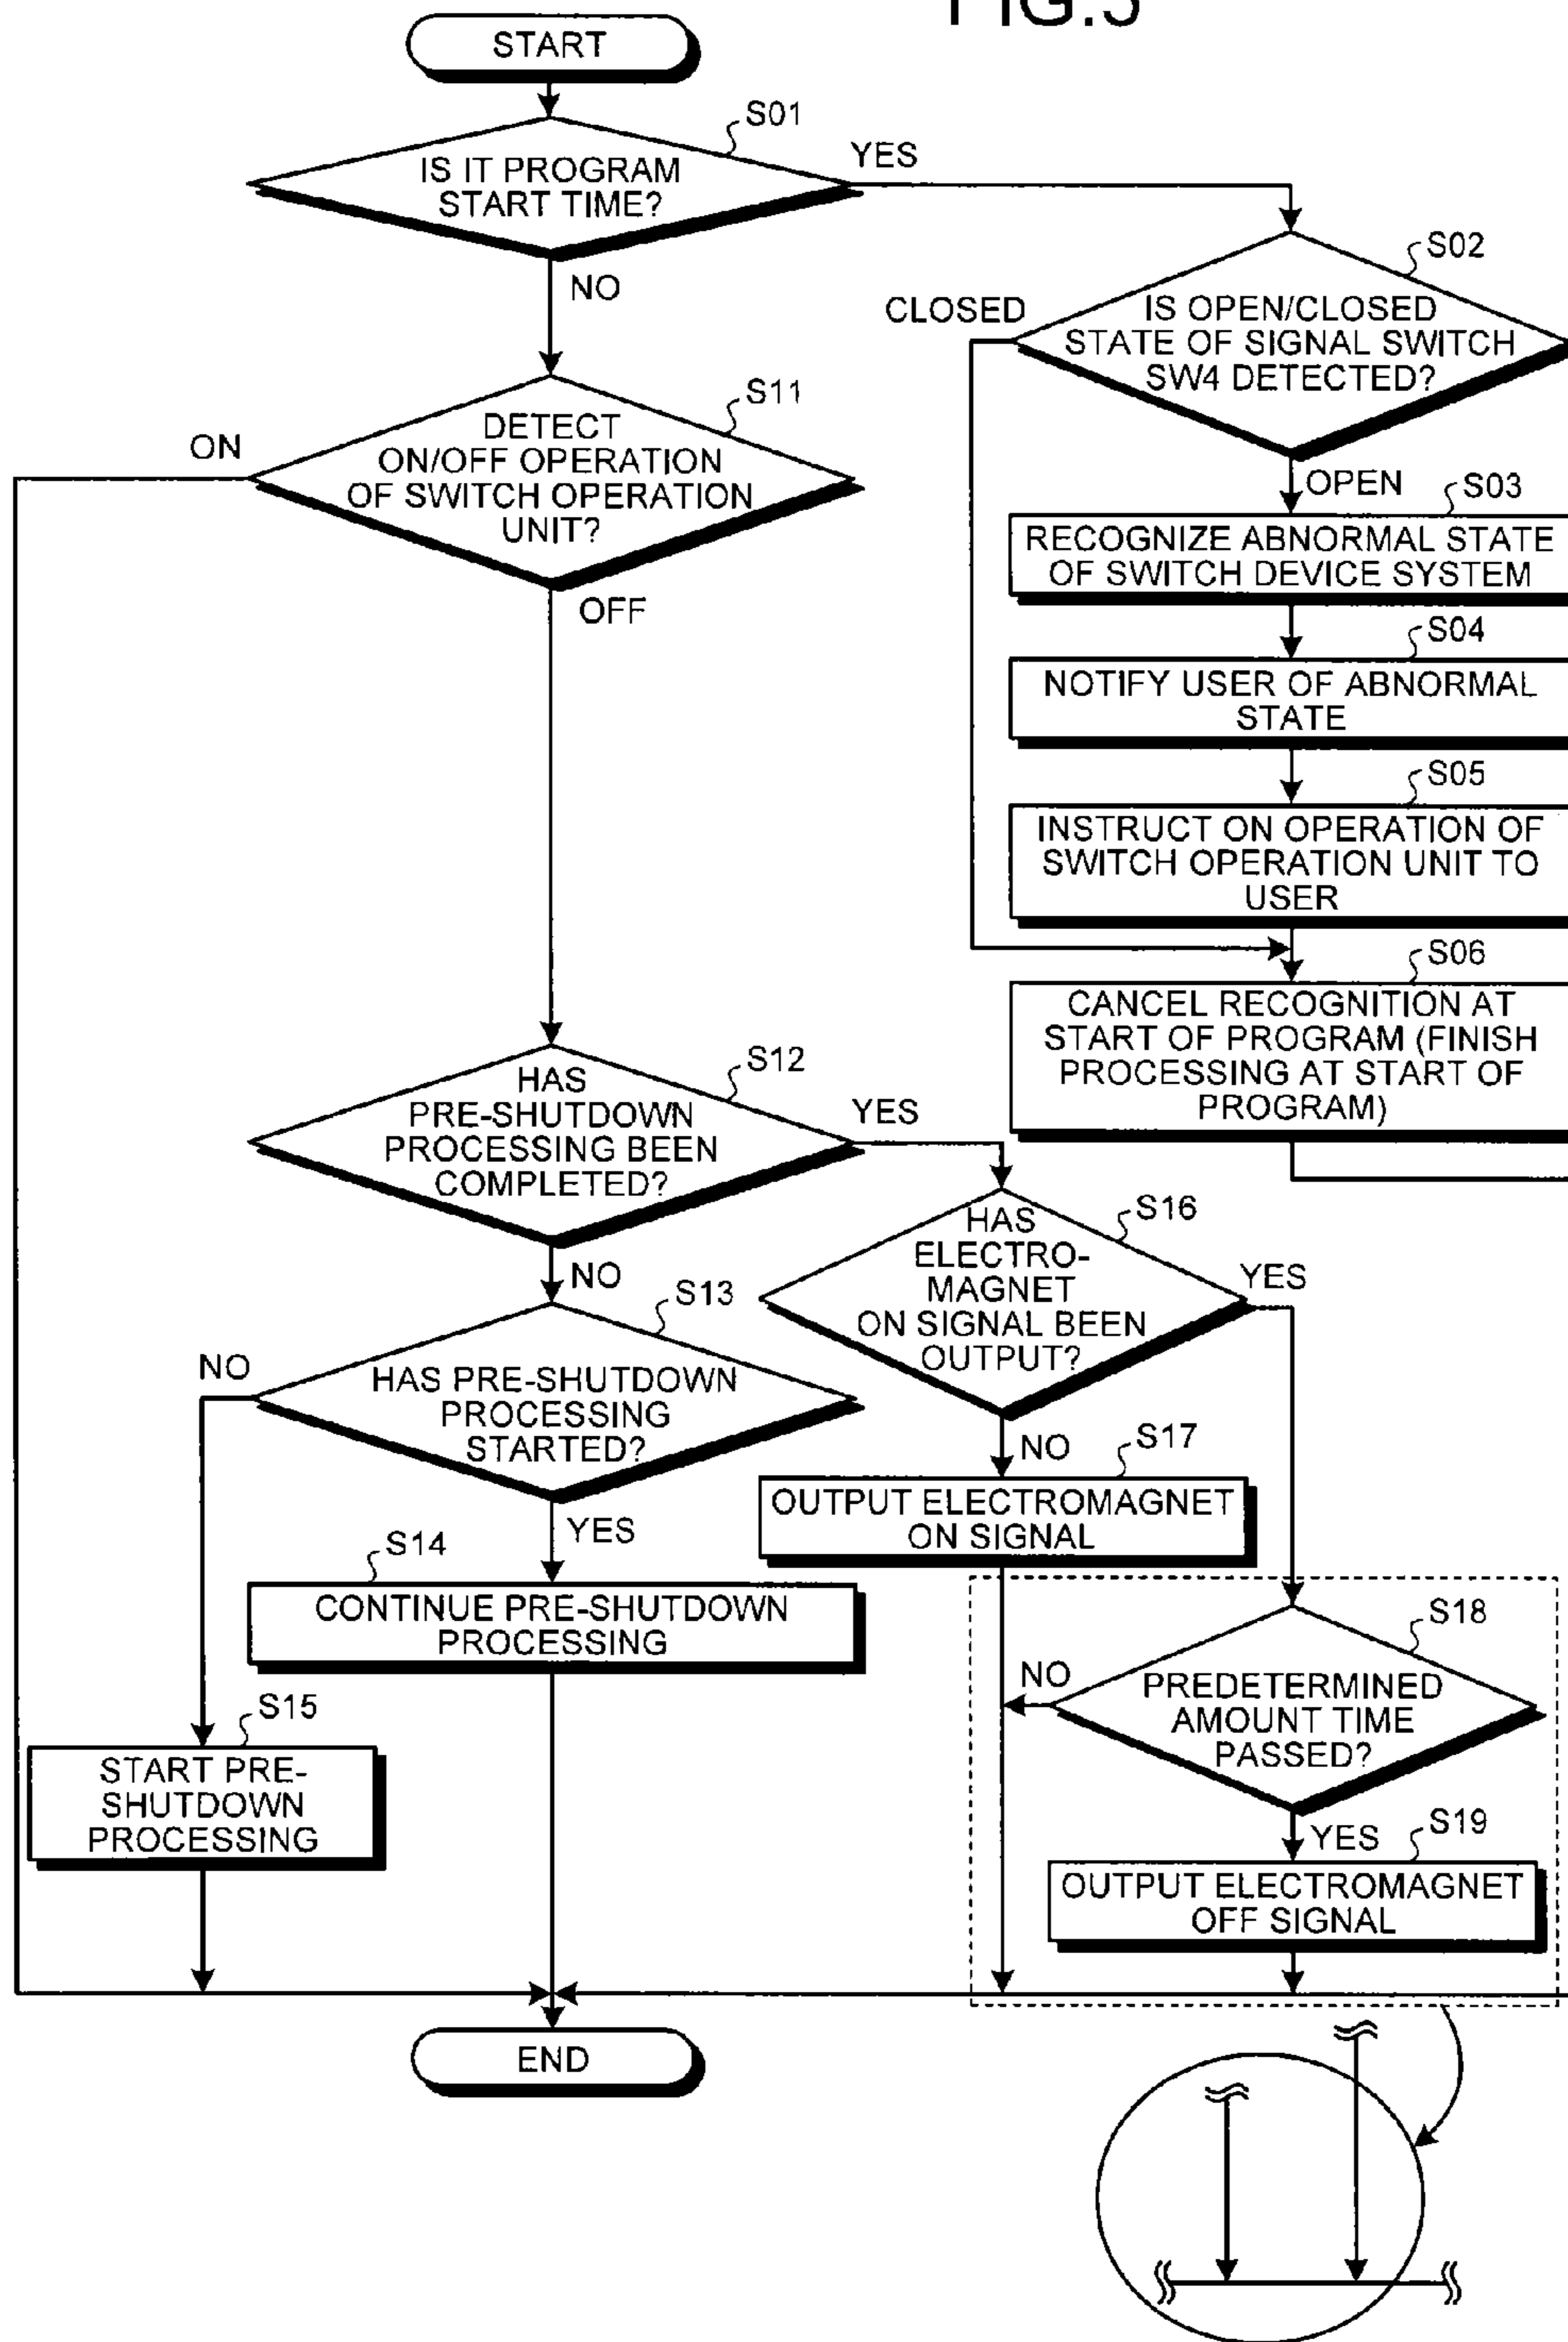 FIG.5
START
S01
IS IT PROGRAM
START TIME?
YES
NO
S02
CLOSED
IS OPEN/CLOSED
STATE OF SIGNAL SWITCH
SW4 DETECTED?
OPEN
S11
ON
DETECT
ON/OFF OPERATION
OF SWITCH OPERATION
UNIT?
OFF
S03
RECOGNIZE ABNORMAL STATE
OF SWITCH DEVICE SYSTEM
S04
NOTIFY USER OF ABNORMAL
STATE
S05
INSTRUCT ON OPERATION OF
SWITCH OPERATION UNIT TO
USER
S06
CANCEL RECOGNITION AT
START OF PROGRAM (FINISH
PROCESSING AT START OF
PROGRAM)
S12
HAS
PRE-SHUTDOWN
PROCESSING BEEN
COMPLETED?
YES
NO
S16
HAS
ELECTRO-
MAGNET
ON SIGNAL BEEN
OUTPUT?
YES
NO
S13
NO
HAS PRE-SHUTDOWN
PROCESSING
STARTED?
YES
S17
OUTPUT ELECTROMAGNET
ON SIGNAL
S14
CONTINUE PRE-SHUTDOWN
PROCESSING
S18
NO
PREDETERMINED
AMOUNT TIME
PASSED?
YES
S15
START PRE-
SHUTDOWN
PROCESSING
S19
OUTPUT ELECTROMAGNET
OFF SIGNAL
END